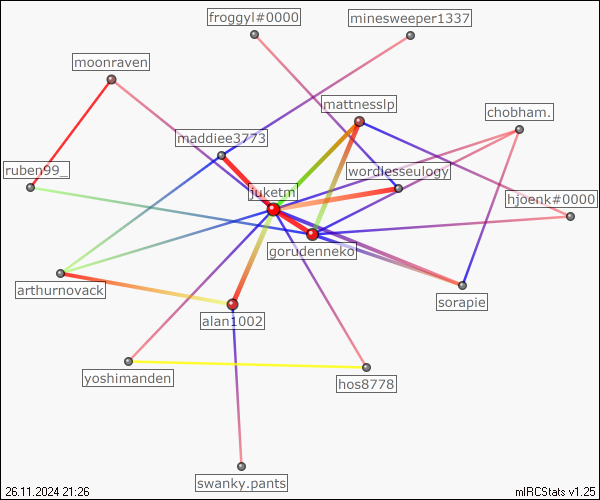 froggyl#0000
minesweeper1337
moonraven
mattnesslp
chobham.
maddiee3773
ruben99_
wordlesseulogy
juketm
hjoenk#0000
gorudenneko
arthurnovack
sorapie
alan1002
yoshimanden
hos8778
swanky.pants
26.11.2024 21:26
mIRCStats v1.25